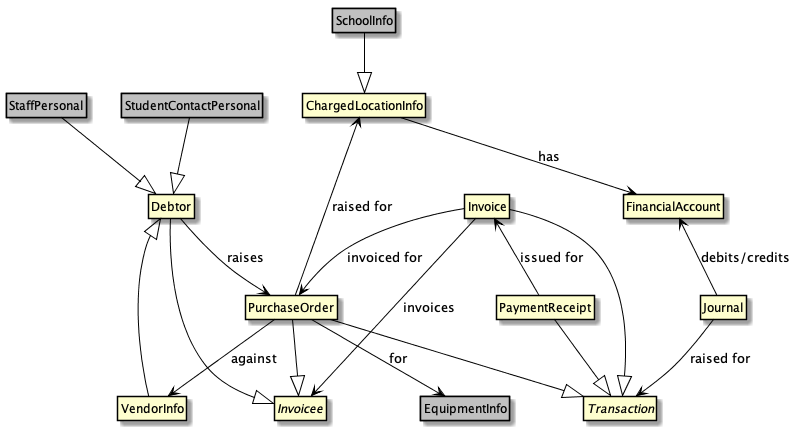 SchoolInfo
StaffPersonal
StudentContactPersonal
ChargedLocationInfo
has
Debtor
raised for
Invoice
FinancialAccount
raises
invoiced for
issued for
debits/credits
PurchaseOrder
invoices
PaymentReceipt
Journal
against
for
raised for
VendorInfo
Invoicee
EquipmentInfo
Transaction